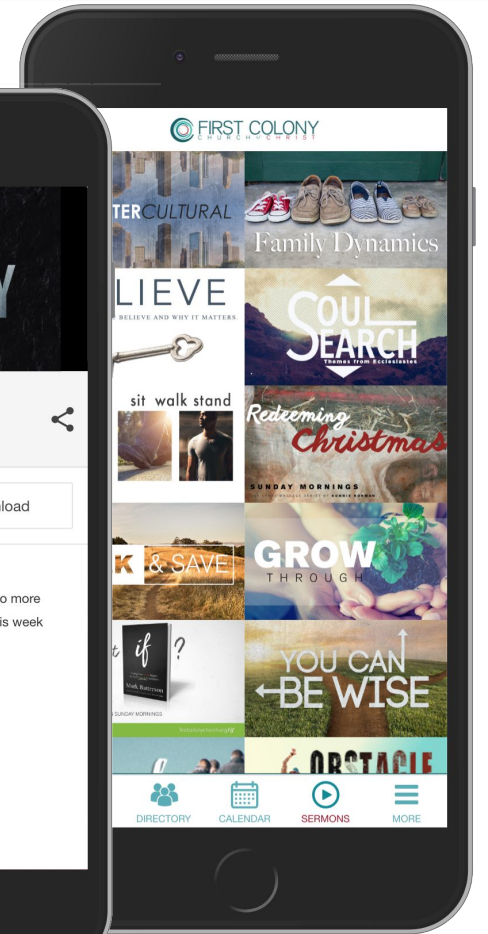 FIRST COLONY
CHURCH of CHRIST
TERCULTURAL
Family Dynamics
LIEVE
BELIEVE AND WHY IT MATTERS.
SOUL
SEARCH
Themes from Ecclesiastes
sit walk stand
Redeeming
Christmas
SUNDAY MORNINGS
Y
load
K & SAVE
GROW
THROUGH
o more
is week
t if ?
Mark Batterson
SUNDAY MORNINGS
YOU CAN
BE WISE
OBSTACLE
DIRECTORY
CALENDAR
SERMONS
MORE